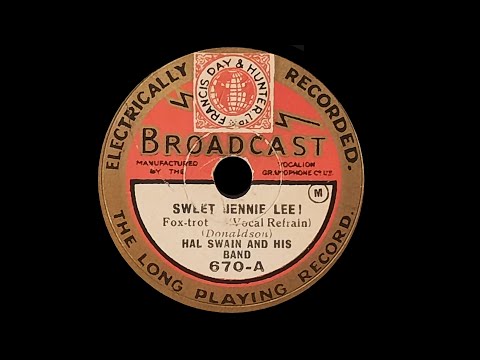 ELECTRICALLY RECORDED.
FRANCIS, DAY & HUNTER LTD
BROADCAST
MANUFACTURED BY THE
VOCALION GRAMOPHONE CO. LTD.
M
SWEET JENNIE LEE!
Fox-trot (Vocal Refrain)
(Donaldson)
HAL SWAIN AND HIS
BAND
670-A
THE LONG PLAYING RECORD.